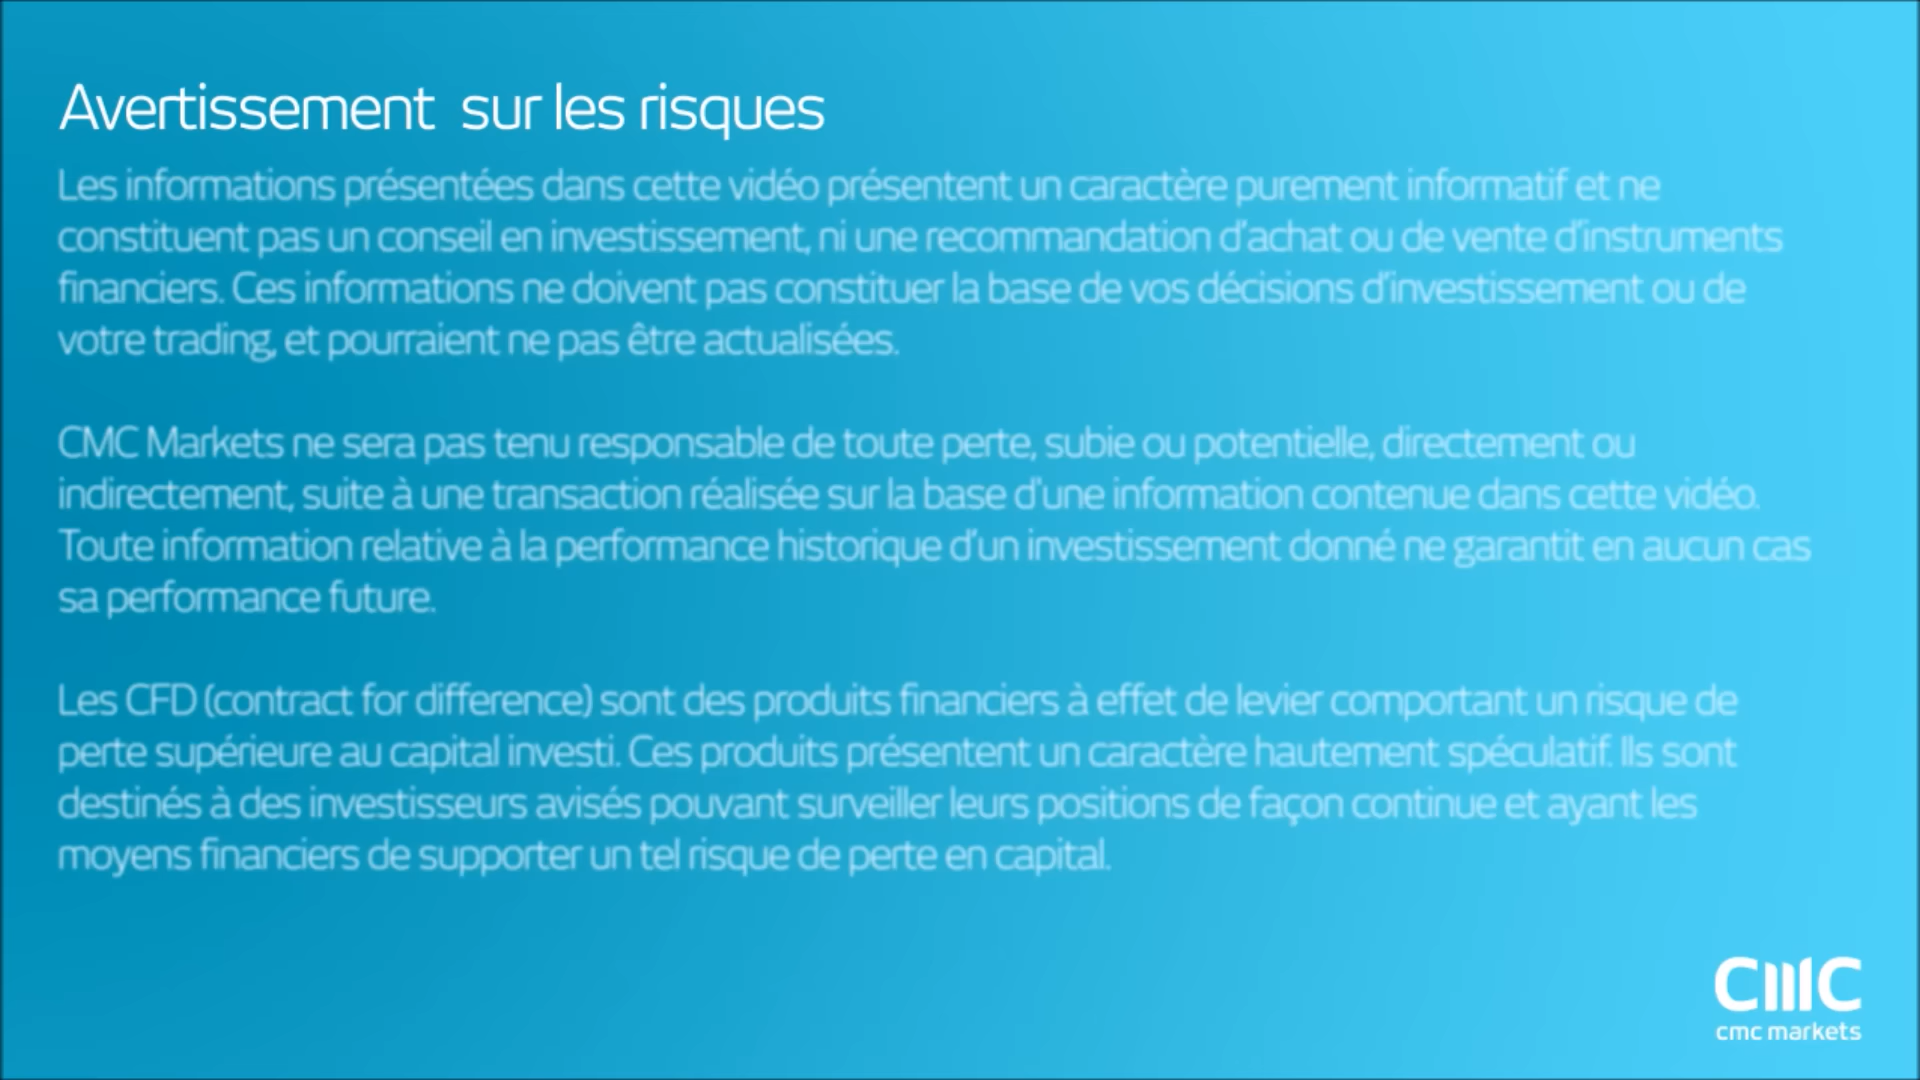 Avertissement sur les risques
Les informations présentées dans cette vidéo présentent un caractère purement informatif et ne
constituent pas un conseil en investissement, ni une recommandation d'achat ou de vente d'instruments
financiers. Ces informations ne doivent pas constituer la base de vos décisions d'investissement ou de
votre trading, et pourraient ne pas être actualisées.
CMC Markets ne sera pas tenu responsable de toute perte, subie ou potentielle, directement ou
indirectement, suite à une transaction réalisée sur la base d'une information contenue dans cette vidéo.
Toute information relative à la performance historique d'un investissement donné ne garantit en aucun cas
sa performance future.
Les CFD (contract for difference) sont des produits financiers à effet de levier comportant un risque de
perte supérieure au capital investi. Ces produits présentent un caractère hautement spéculatif. Ils sont
destinés à des investisseurs avisés pouvant surveiller leurs positions de façon continue et ayant les
moyens financiers de supporter un tel risque de perte en capital.
CMC
cmc markets